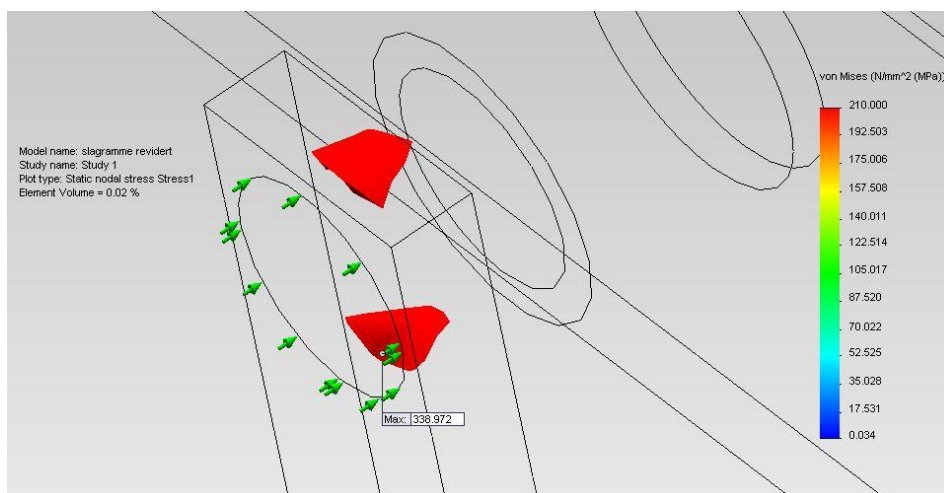 von Mises (N/mm^2 (MPa))
210.000
192.503
175.006
157.508
140.011
122.514
105.017
87.520
70.022
52.525
35.028
17.531
0.034
Model name: slagramme revidert
Study name: Study 1
Plot type: Static nodal stress Stress1
Element Volume = 0.02 %
Max: 338.972